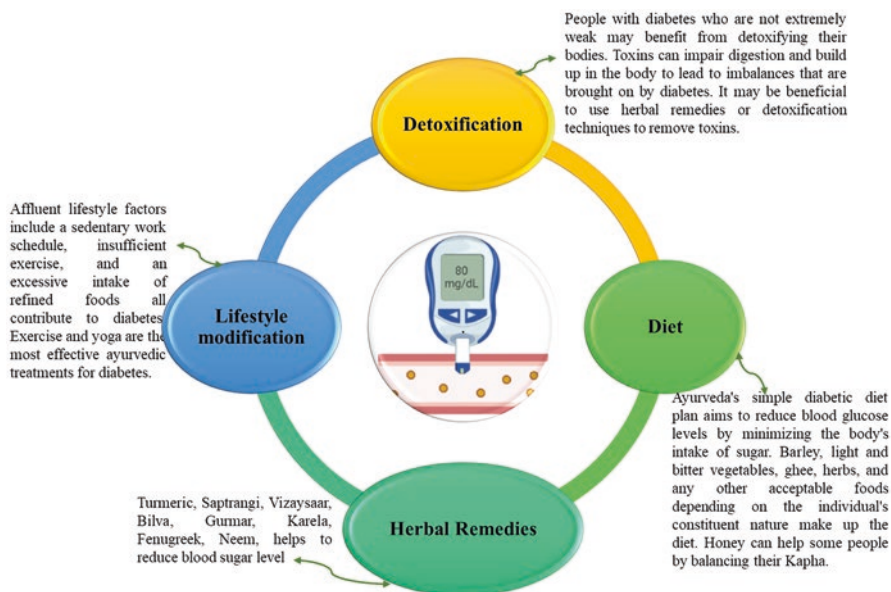 People with diabetes who are not extremely
weak may benefit from detoxifying their
bodies. Toxins can impair digestion and build
up in the body to lead to imbalances that are
brought on by diabetes. It may be beneficial
to use herbal remedies or detoxification
techniques to remove toxins.
Detoxification
Affluent lifestyle factors
include a sedentary work
schedule, insufficient
exercise, and an
excessive intake of
refined foods all
contribute to diabetes.
Exercise and yoga are the
most effective ayurvedic
treatments for diabetes.
Lifestyle
modification
80
mg/dL
Diet
Ayurveda's simple diabetic diet
plan aims to reduce blood glucose
levels by minimizing the body's
intake of sugar. Barley, light and
bitter vegetables, ghee, herbs, and
any other acceptable foods
depending on the individual's
constituent nature make up the
diet. Honey can help some people
by balancing their Kapha.
Turmeric, Saptrangi, Vizaysaar,
Bilva, Gurmar, Karela,
Fenugreek, Neem, helps to
reduce blood sugar level
Herbal Remedies